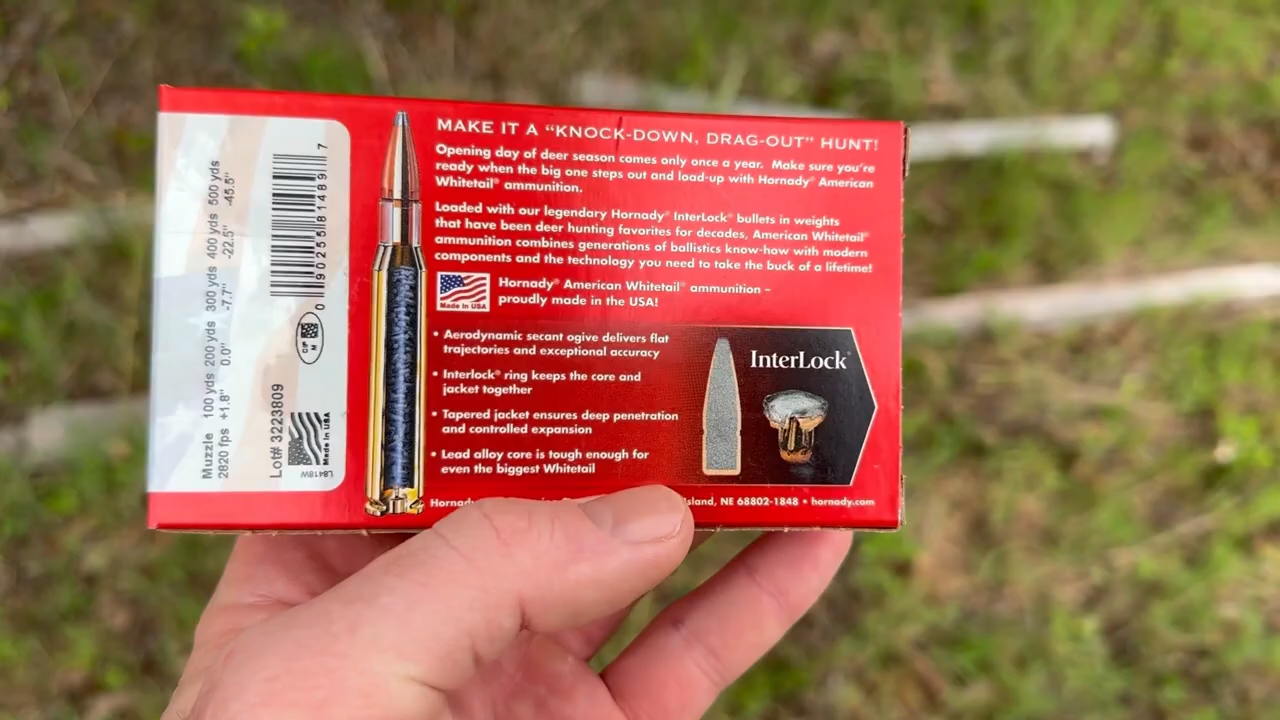 MAKE IT A “KNOCK-DOWN, DRAG-OUT” HUNT!
Opening day of deer season comes only once a year. Make sure you’re
ready when the big one steps out and load-up with Hornady® American
Whitetail® ammunition.
Loaded with our legendary Hornady® InterLock® bullets in weights
that have been deer hunting favorites for decades, American Whitetail®
ammunition combines generations of ballistics know-how with modern
components and the technology you need to take the buck of a lifetime!
Made in USA
Hornady® American Whitetail® ammunition –
proudly made in the USA!
• Aerodynamic secant ogive delivers flat
trajectories and exceptional accuracy
• Interlock® ring keeps the core and
jacket together
• Tapered jacket ensures deep penetration
and controlled expansion
• Lead alloy core is tough enough for
even the biggest Whitetail
InterLock®
Island, NE 68802-1848 • hornady.com
Muzzle 100 yds 200 yds 300 yds 400 yds 500 yds
2820 fps +1.8" 0.0" -7.7" -22.5" -45.5"
Lot# 3223809
0 90255 81489 7
CIP
M
Made in USA
L8418W